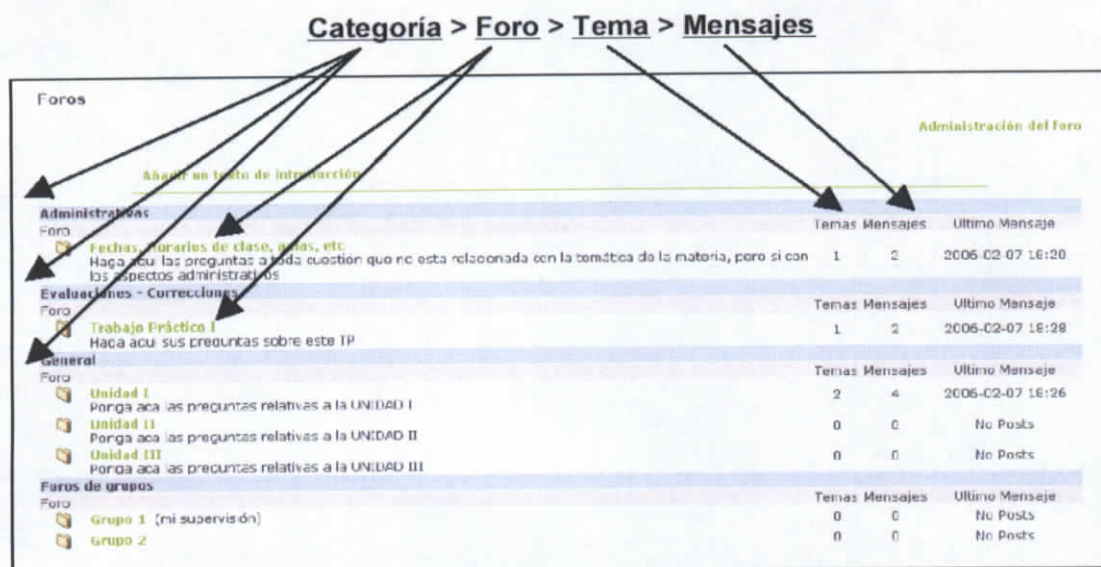 Categoría > Foro > Tema > Mensajes
Foros
Administración del foro
Añadir un texto de introducción
Administrativas
Foro Temas Mensajes Ultimo Mensaje
Fechas, Horarios de clase, aulas, etc
Haga acu las preguntas a toda cuestión que no esta relacionada con la temática de la materia, pero si con los aspectos administrativos 1 2 2006-02-07 18:20
Evaluaciones - Correcciones
Foro Temas Mensajes Ultimo Mensaje
Trabajo Práctico I
Haga acu sus preguntas sobre este TP 1 2 2006-02-07 18:28
General
Foro Temas Mensajes Ultimo Mensaje
Unidad I
Ponga aca las preguntas relativas a la UNIDAD I 2 4 2006-02-07 18:26
Unidad II
Ponga aca las preguntas relativas a la UNIDAD II 0 0 No Posts
Unidad III
Ponga aca las preguntas relativas a la UNIDAD III 0 0 No Posts
Foros de grupos
Foro Temas Mensajes Ultimo Mensaje
Grupo 1 (mi supervisión) 0 0 No Posts
Grupo 2 0 0 No Posts